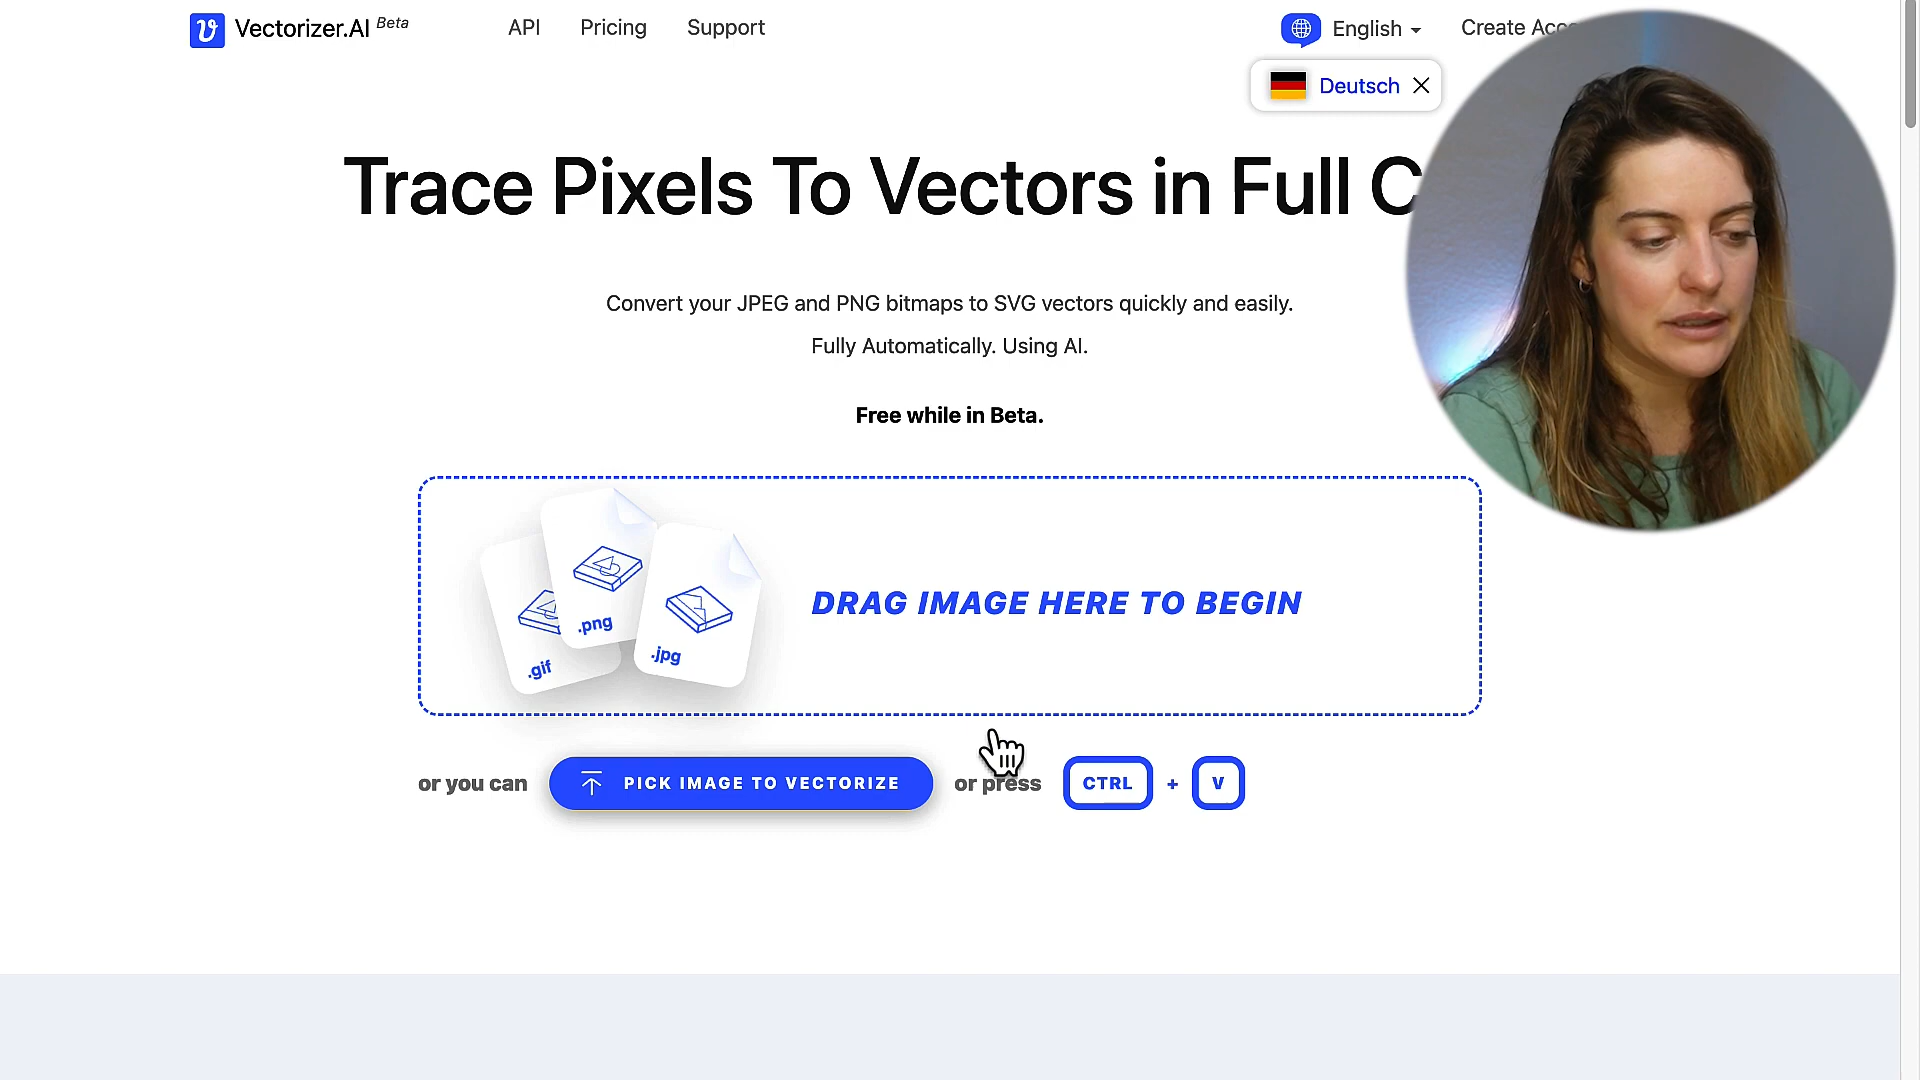 Vectorizer.AI Beta
API Pricing Support
English
Create Acc
Deutsch
Trace Pixels To Vectors in Full C
Convert your JPEG and PNG bitmaps to SVG vectors quickly and easily.
Fully Automatically. Using AI.
Free while in Beta.
.gif
.png
.jpg
DRAG IMAGE HERE TO BEGIN
or you can PICK IMAGE TO VECTORIZE or press CTRL + V